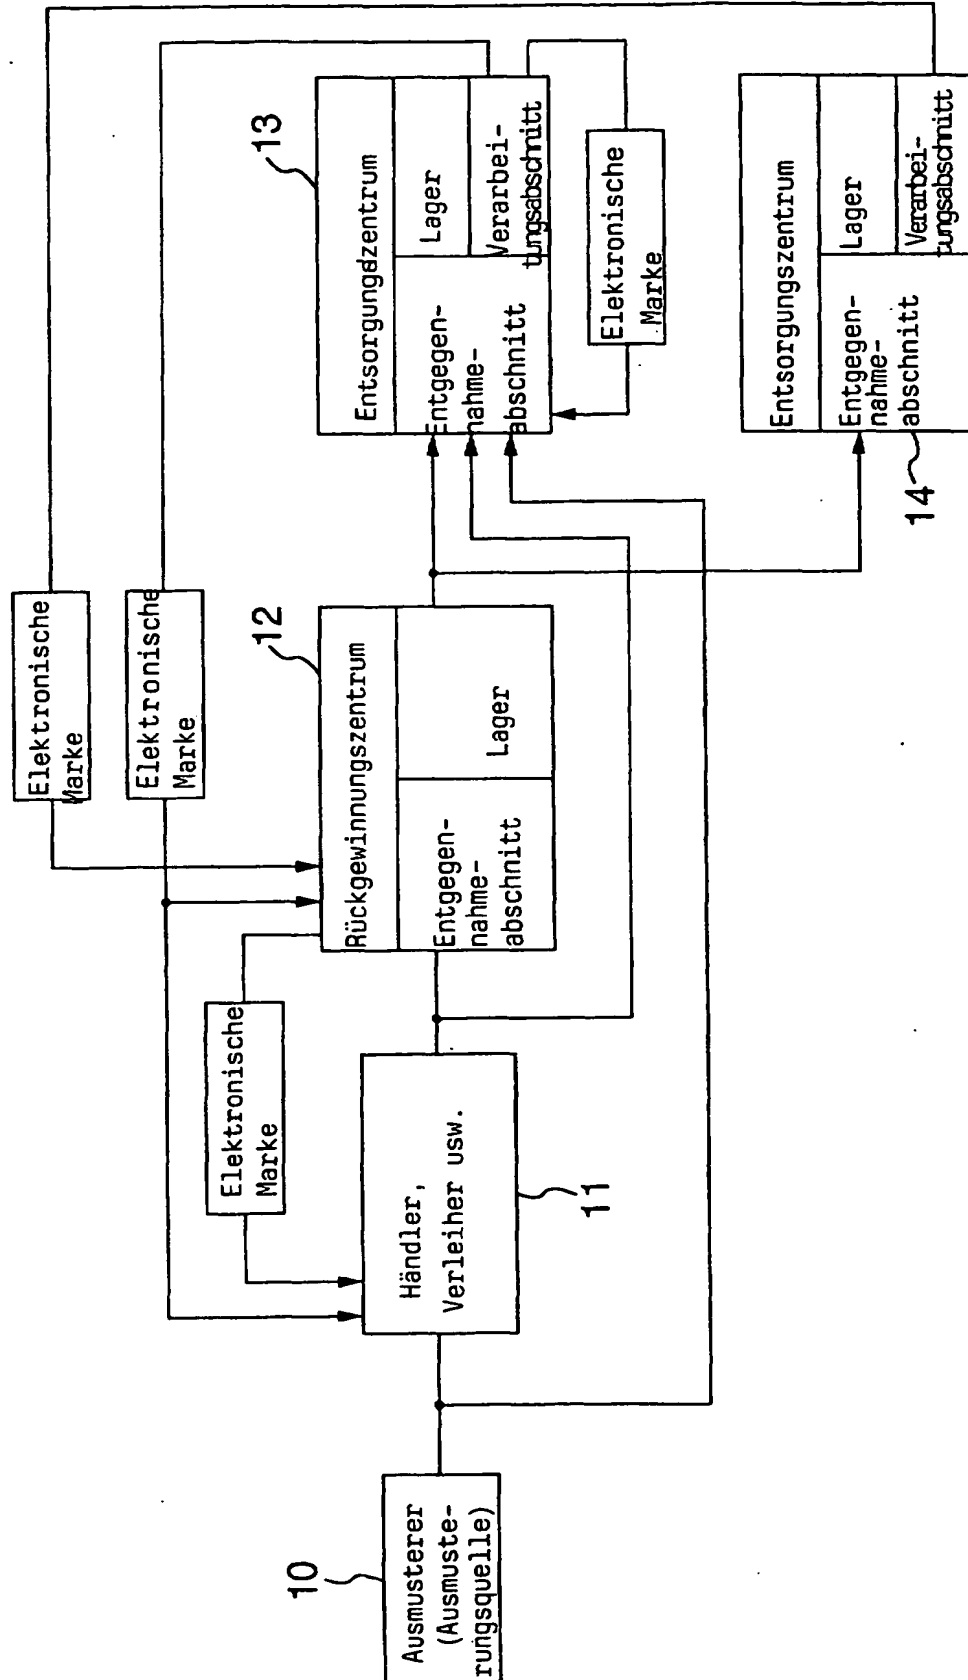 10
Ausmusterer
(Ausmuste-
rungsquelle)
11
Händler,
Verleiher usw.
Elektronische
Marke
12
Rückgewinnungszentrum
Entgegen-
nahme-
abschnitt
Lager
Elektronische
Marke
Elektronische
Marke
13
Entsorgungdzentrum
Entgegen-
nahme-
abschnitt
Lager
Verarbei-
tungsabschnitt
Elektronische
Marke
14
Entsorgungszentrum
Entgegen-
nahme-
abschnitt
Lager
Verarbei-
tungsabschnitt